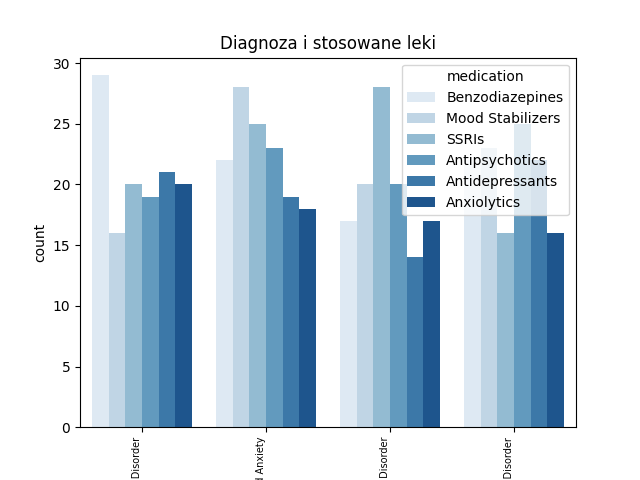 Diagnoza i stosowane leki
medication
Benzodiazepines
Mood Stabilizers
SSRIs
Antipsychotics
Antidepressants
Anxiolytics
count
30
25
20
15
10
5
0
Disorder
d Anxiety
Disorder
Disorder